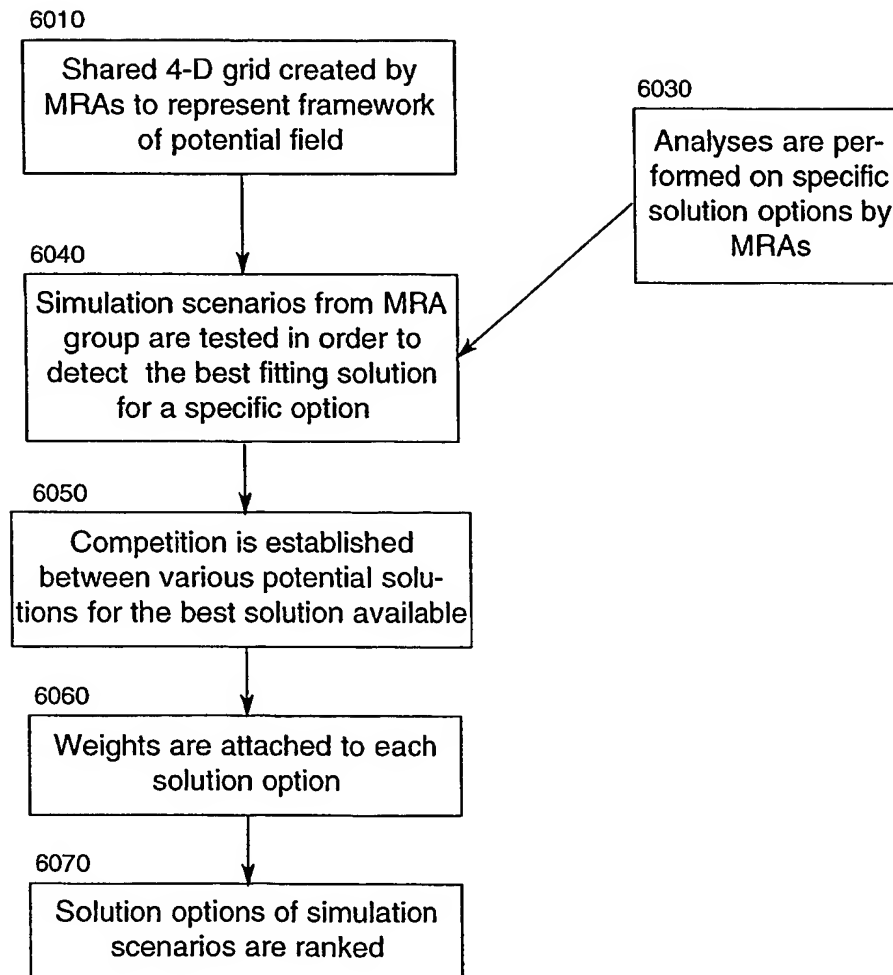 6010
Shared 4-D grid created by
MRAs to represent framework
of potential field
6030
Analyses are per-
formed on specific
solution options by
MRAs
6040
Simulation scenarios from MRA
group are tested in order to
detect the best fitting solution
for a specific option
6050
Competition is established
between various potential solu-
tions for the best solution available
6060
Weights are attached to each
solution option
6070
Solution options of simulation
scenarios are ranked